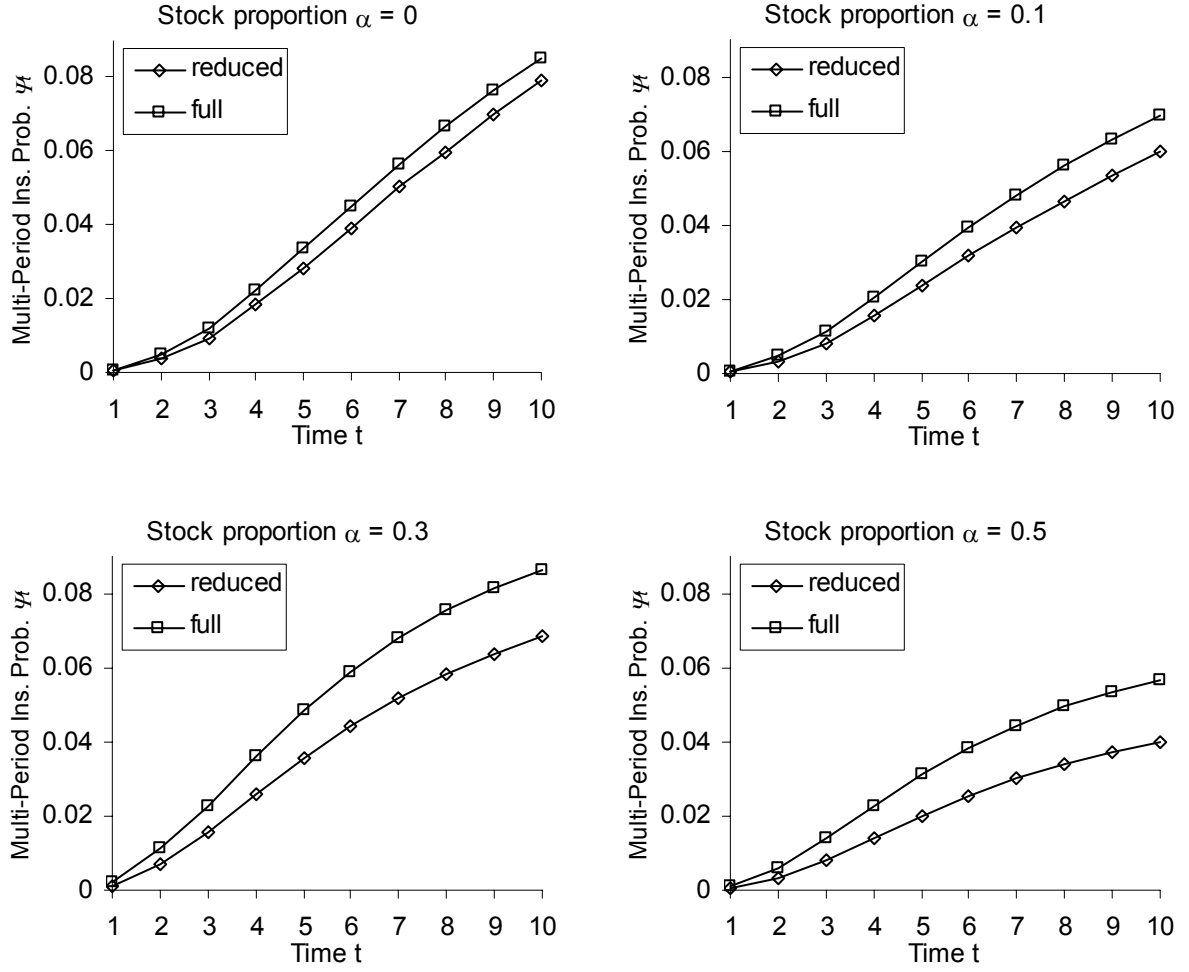 Stock proportion α = 0
reduced
full
Multi-Period Ins. Prob. Ψt
0.08
0.06
0.04
0.02
0
1 2 3 4 5 6 7 8 9 10
Time t
Stock proportion α = 0.1
reduced
full
Multi-Period Ins. Prob. Ψt
0.08
0.06
0.04
0.02
0
1 2 3 4 5 6 7 8 9 10
Time t
Stock proportion α = 0.3
reduced
full
Multi-Period Ins. Prob. Ψt
0.08
0.06
0.04
0.02
0
1 2 3 4 5 6 7 8 9 10
Time t
Stock proportion α = 0.5
reduced
full
Multi-Period Ins. Prob. Ψt
0.08
0.06
0.04
0.02
0
1 2 3 4 5 6 7 8 9 10
Time t